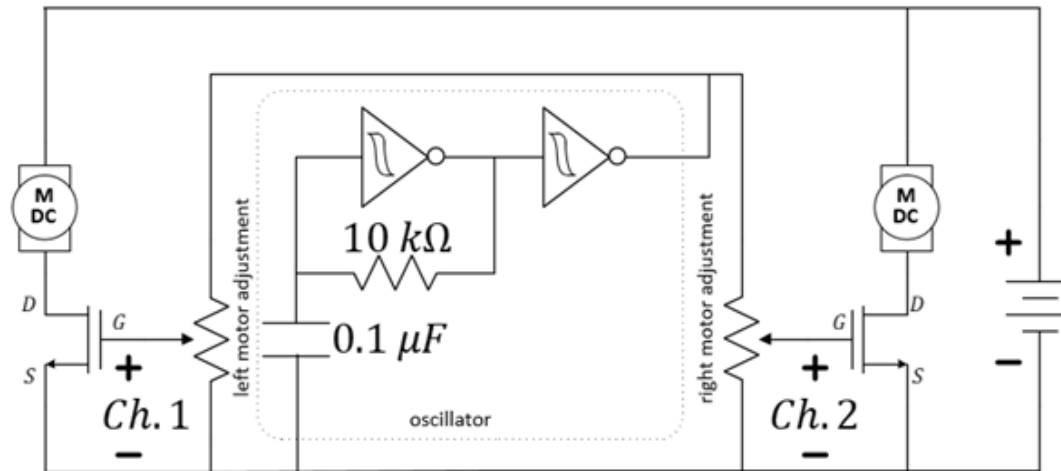 M
DC
M
DC
left motor adjustment
10 kΩ
right motor adjustment
+
D
G
S
D
G
S
0.1 μF
+
Ch. 1
−
+
Ch. 2
−
−
oscillator